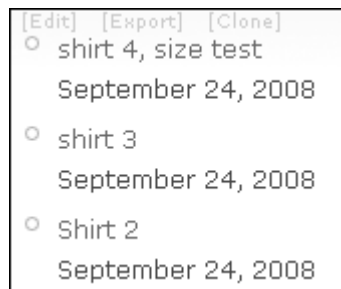 [Edit] [Export] [Clone]
shirt 4, size test
September 24, 2008
shirt 3
September 24, 2008
Shirt 2
September 24, 2008